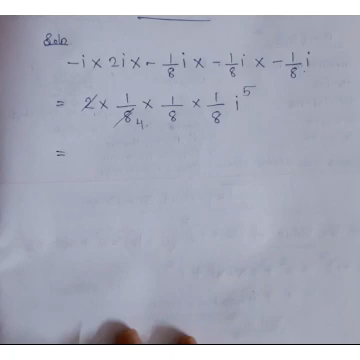 Soln
-i × 2i × -1/8 i × -1/8 i × -1/8 i
= 2 × 1/8 4 × 1/8 × 1/8 i^5
=